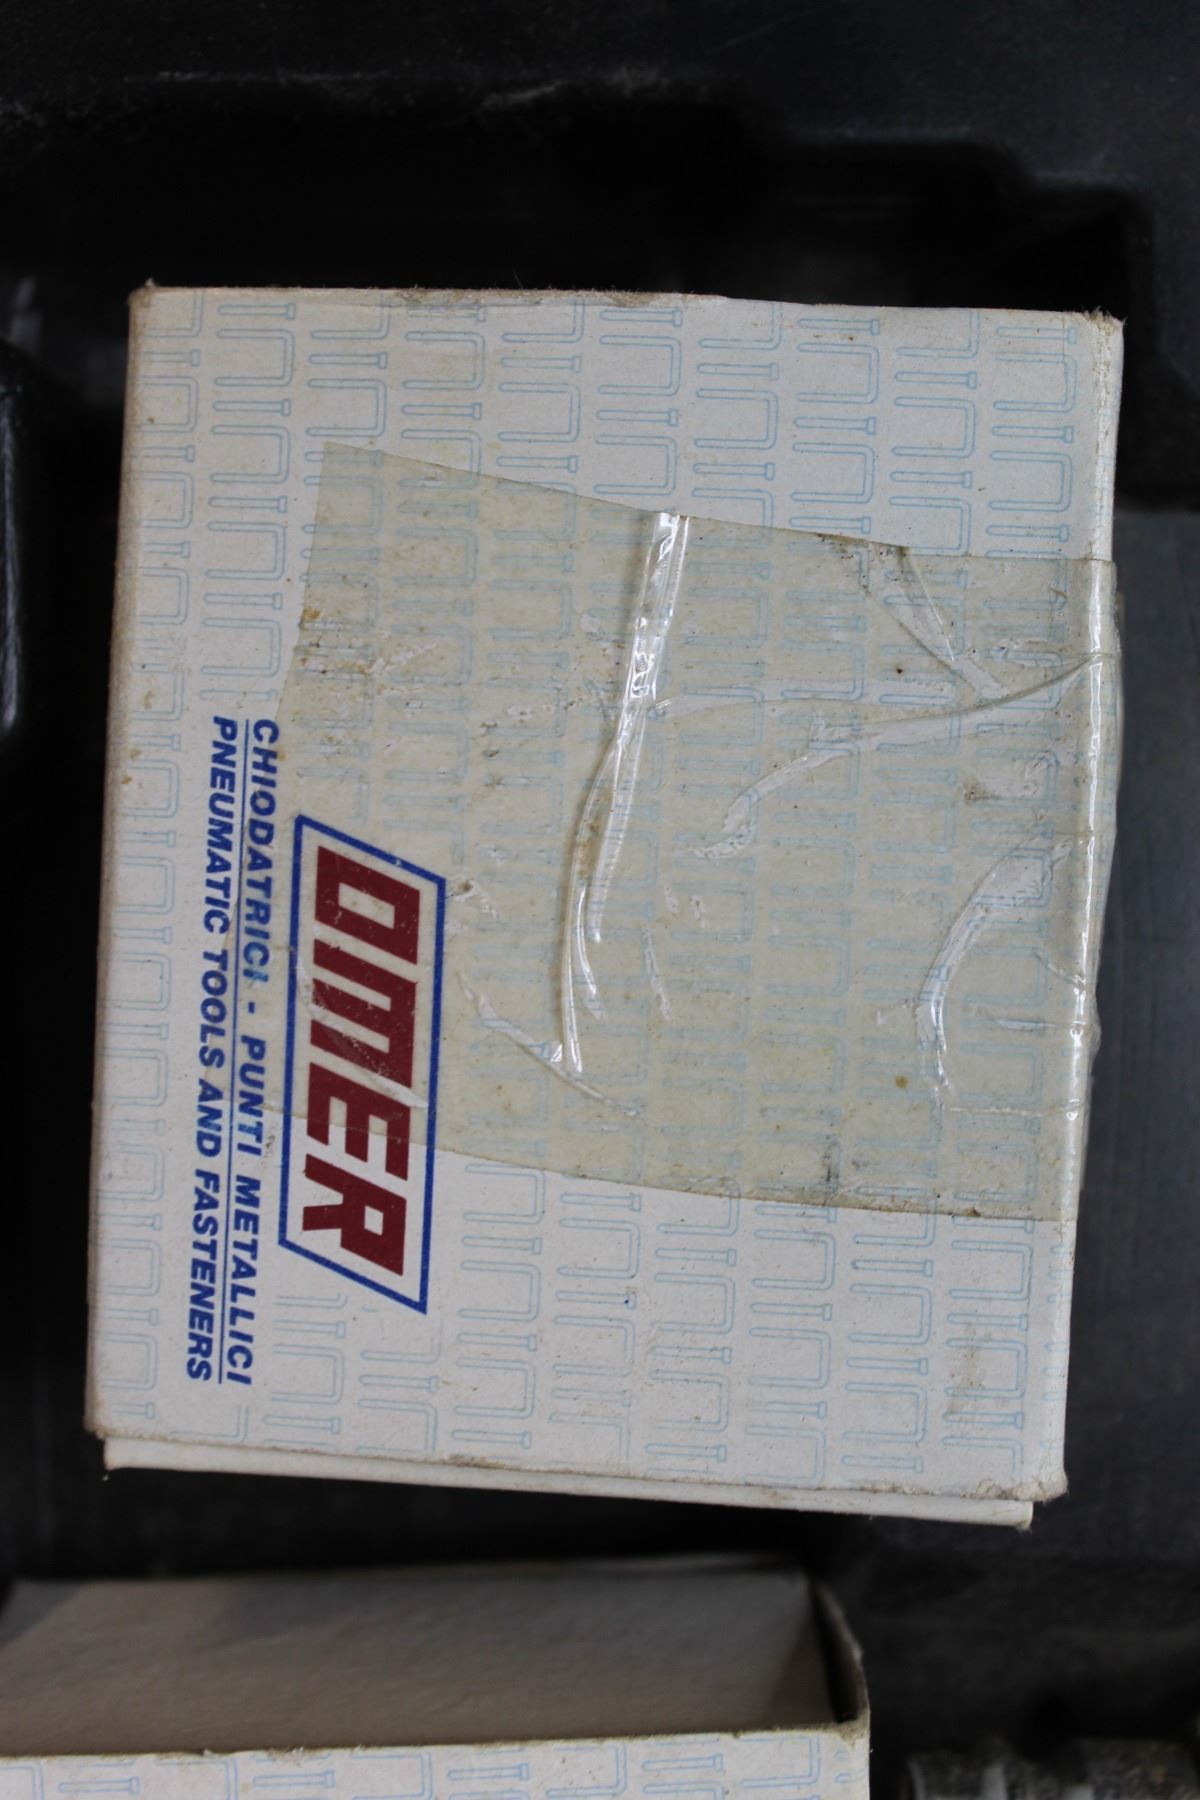 OMER
CHIODATRICI - PUNTI METALLICI
PNEUMATIC TOOLS AND FASTENERS